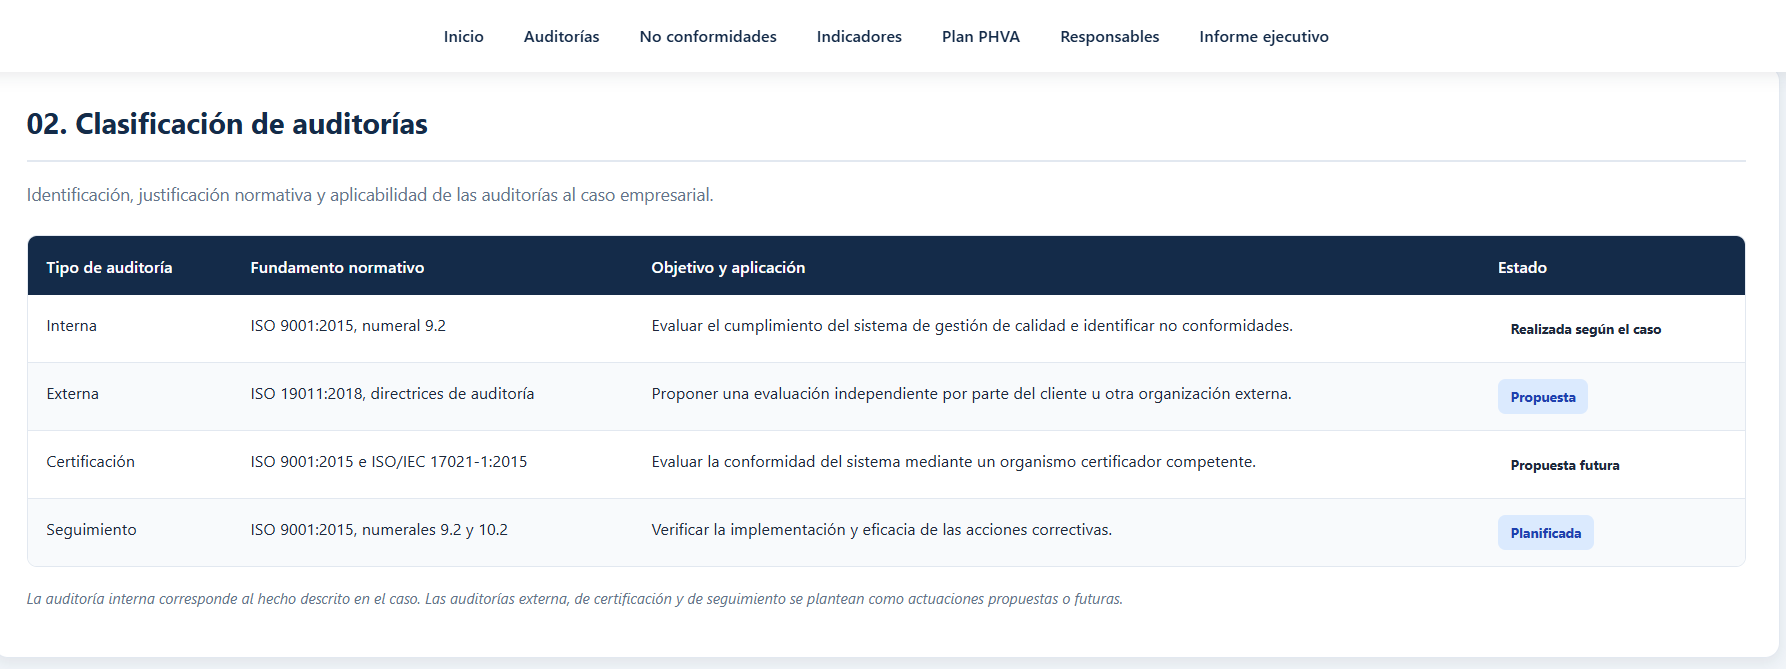 Inicio Auditorías No conformidades Indicadores Plan PHVA Responsables Informe ejecutivo
02. Clasificación de auditorías
Identificación, justificación normativa y aplicabilidad de las auditorías al caso empresarial.
Tipo de auditoría Fundamento normativo Objetivo y aplicación Estado
Interna ISO 9001:2015, numeral 9.2 Evaluar el cumplimiento del sistema de gestión de calidad e identificar no conformidades. Realizada según el caso
Externa ISO 19011:2018, directrices de auditoría Proponer una evaluación independiente por parte del cliente u otra organización externa. Propuesta
Certificación ISO 9001:2015 e ISO/IEC 17021-1:2015 Evaluar la conformidad del sistema mediante un organismo certificador competente. Propuesta futura
Seguimiento ISO 9001:2015, numerales 9.2 y 10.2 Verificar la implementación y eficacia de las acciones correctivas. Planificada
La auditoría interna corresponde al hecho descrito en el caso. Las auditorías externa, de certificación y de seguimiento se plantean como actuaciones propuestas o futuras.